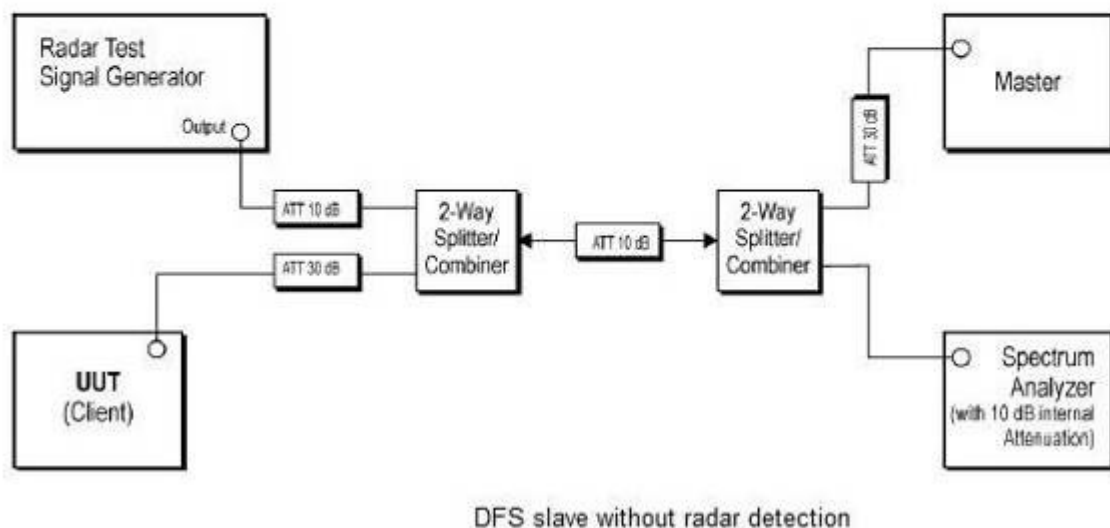 Radar Test
Signal Generator
Output
Master
ATT 30 dB
ATT 10 dB
2-Way
Splitter/
Combiner
ATT 10 dB
2-Way
Splitter/
Combiner
ATT 30 dB
UUT
(Client)
Spectrum
Analyzer
(with 10 dB internal
Attenuation)
DFS slave without radar detection